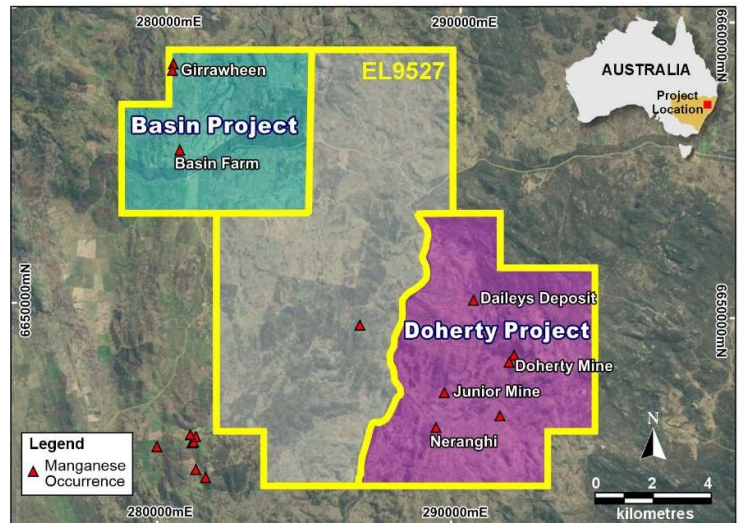 280000mE
290000mE
6660000mN
EL9527
AUSTRALIA
Project
Location
Girrawheen
Basin Project
Basin Farm
6650000mN
6650000mN
Daileys Deposit
Doherty Project
Doherty Mine
Junior Mine
Neranghi
Legend
Manganese
Occurrence
N
0 2 4
kilometres
280000mE
290000mE